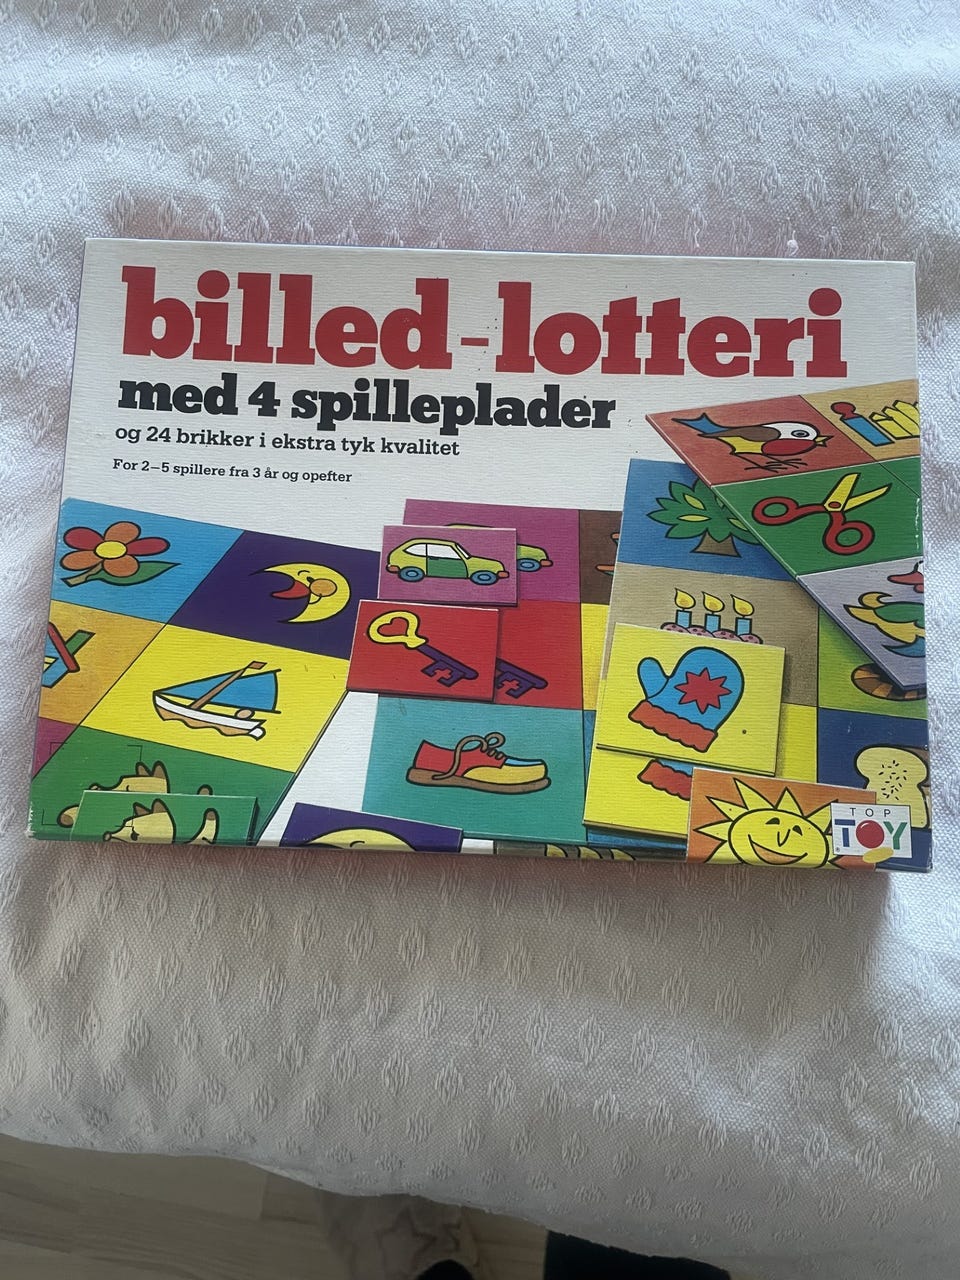 billed-lotteri
med 4 spilleplader
og 24 brikker i ekstra tyk kvalitet
For 2–5 spillere fra 3 år og opefter
TOP
TOY